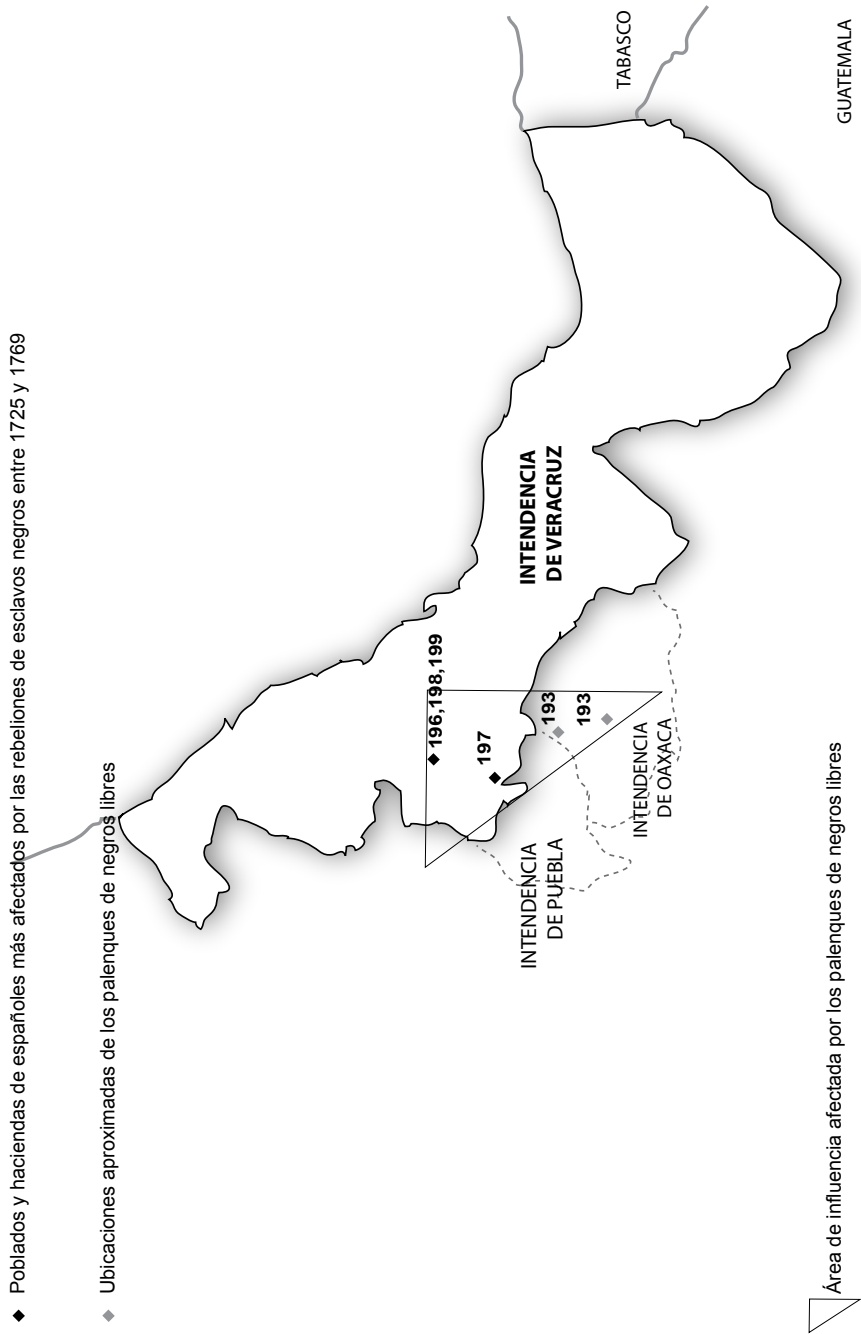 ◆ Poblados y haciendas de españoles más afectados por las rebeliones de esclavos negros entre 1725 y 1769
◆ Ubicaciones aproximadas de los palenques de negros libres
196,198,199
197
193
193
INTENDENCIA
DE VERACRUZ
INTENDENCIA
DE PUEBLA
INTENDENCIA
DE OAXACA
TABASCO
GUATEMALA
Área de influencia afectada por los palenques de negros libres